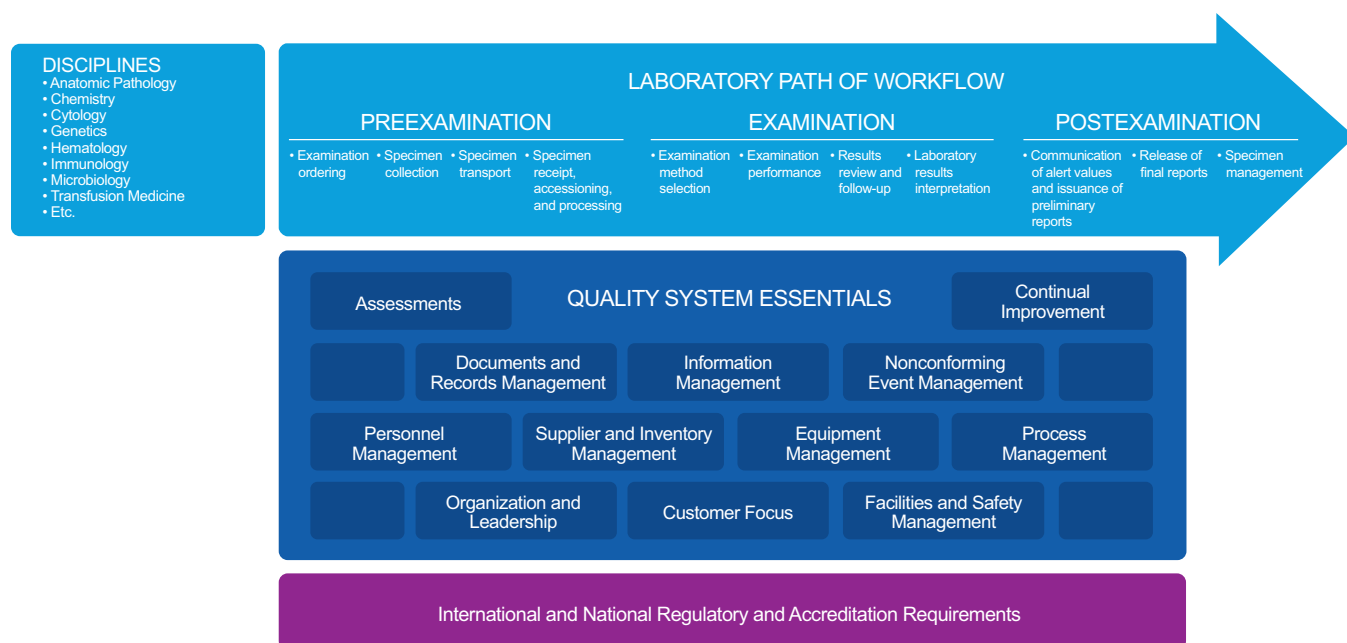 DISCIPLINES
• Anatomic Pathology
• Chemistry
• Cytology
• Genetics
• Hematology
• Immunology
• Microbiology
• Transfusion Medicine
• Etc.
LABORATORY PATH OF WORKFLOW
PREEXAMINATION
• Examination
ordering
• Specimen
collection
• Specimen
transport
• Specimen
receipt,
accessioning,
and processing
EXAMINATION
• Examination
method
selection
• Examination
performance
• Results
review and
follow-up
• Laboratory
results
interpretation
POSTEXAMINATION
• Communication
of alert values
and issuance of
preliminary
reports
• Release of
final reports
• Specimen
management
QUALITY SYSTEM ESSENTIALS
Assessments
Continual
Improvement
Documents and
Records Management
Information
Management
Nonconforming
Event Management
Personnel
Management
Supplier and Inventory
Management
Equipment
Management
Process
Management
Organization and
Leadership
Customer Focus
Facilities and Safety
Management
International and National Regulatory and Accreditation Requirements